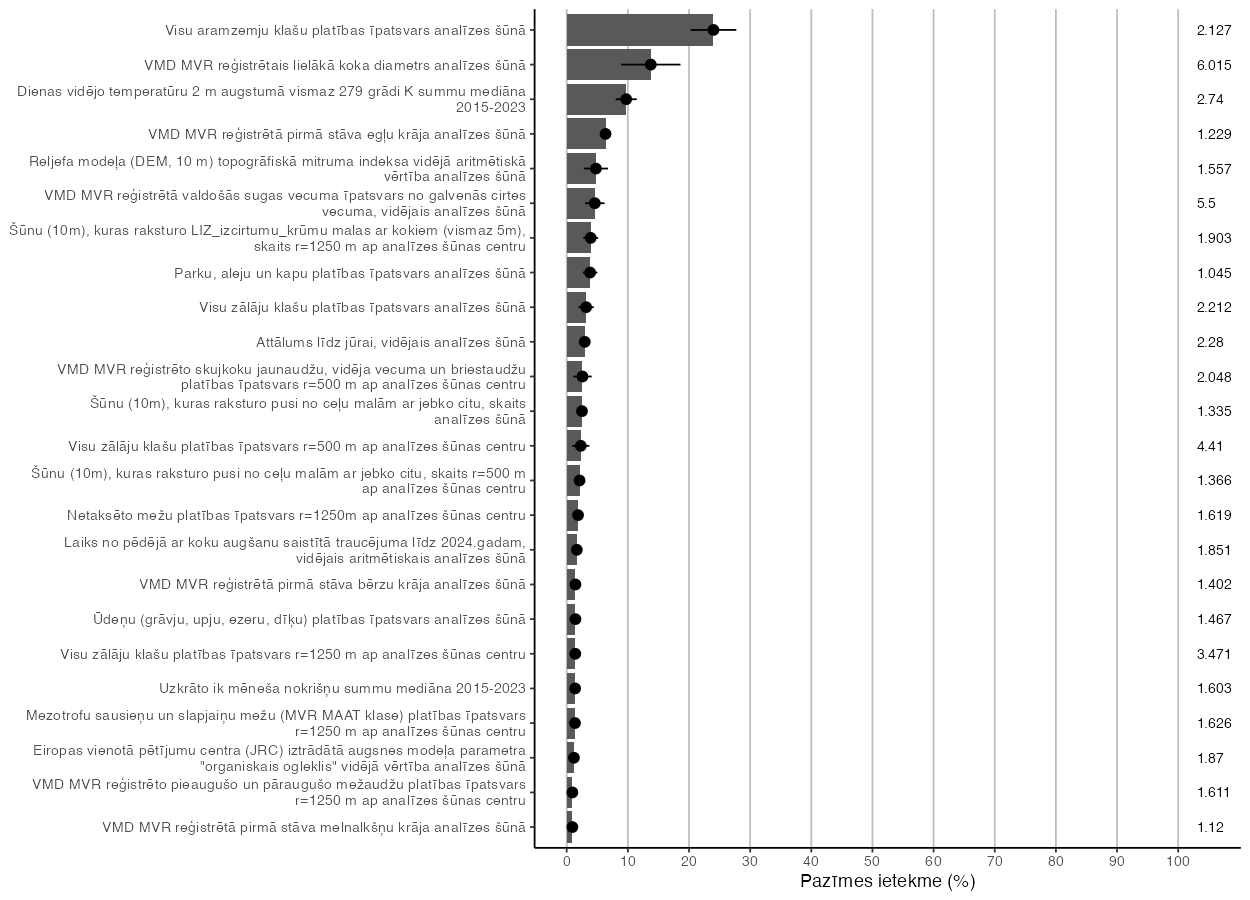 Visu aramzemju klašu platības īpatsvars analīzes šūnā
2.127
VMD MVR reģistrētais lielākā koka diametrs analīzes šūnā
6.015
Dienas vidējo temperatūru 2 m augstumā vismaz 279 grādi K summu mediāna
2015-2023
2.74
VMD MVR reģistrētā pirmā stāva egļu krāja analīzes šūnā
1.229
Reljefa modeļa (DEM, 10 m) topogrāfiskā mitruma indeksa vidējā aritmētiskā
vērtība analīzes šūnā
1.557
VMD MVR reģistrētā valdošās sugas vecuma īpatsvars no galvenās cirtes
vecuma, vidējais analīzes šūnā
5.5
Šūnu (10m), kuras raksturo LIZ_izcirtumu_krūmu malas ar kokiem (vismaz 5m),
skaits r=1250 m ap analīzes šūnas centru
1.903
Parku, aleju un kapu platības īpatsvars analīzes šūnā
1.045
Visu zālāju klašu platības īpatsvars analīzes šūnā
2.212
Attālums līdz jūrai, vidējais analīzes šūnā
2.28
VMD MVR reģistrēto skujkoku jaunaudžu, vidēja vecuma un briestaudžu
platības īpatsvars r=500 m ap analīzes šūnas centru
2.048
Šūnu (10m), kuras raksturo pusi no ceļu malām ar jebko citu, skaits
analīzes šūnā
1.335
Visu zālāju klašu platības īpatsvars r=500 m ap analīzes šūnas centru
4.41
Šūnu (10m), kuras raksturo pusi no ceļu malām ar jebko citu, skaits r=500 m
ap analīzes šūnas centru
1.366
Netaksēto mežu platības īpatsvars r=1250m ap analīzes šūnas centru
1.619
Laiks no pēdējā ar koku augšanu saistītā traucējuma līdz 2024.gadam,
vidējais aritmētiskais analīzes šūnā
1.851
VMD MVR reģistrētā pirmā stāva bērzu krāja analīzes šūnā
1.402
Ūdeņu (grāvju, upju, ezeru, dīķu) platības īpatsvars analīzes šūnā
1.467
Visu zālāju klašu platības īpatsvars r=1250 m ap analīzes šūnas centru
3.471
Uzkrāto ik mēneša nokrišņu summu mediāna 2015-2023
1.603
Mezotrofu sausieņu un slapjaiņu mežu (MVR MAAT klase) platības īpatsvars
r=1250 m ap analīzes šūnas centru
1.626
Eiropas vienotā pētījumu centra (JRC) iztrādātā augsnes modeļa parametra
"organiskais ogleklis" vidējā vērtība analīzes šūnā
1.87
VMD MVR reģistrēto pieaugušo un pāraugušo mežaudžu platības īpatsvars
r=1250 m ap analīzes šūnas centru
1.611
VMD MVR reģistrētā pirmā stāva melnalkšņu krāja analīzes šūnā
1.12
0 10 20 30 40 50 60 70 80 90 100
Pazīmes ietekme (%)